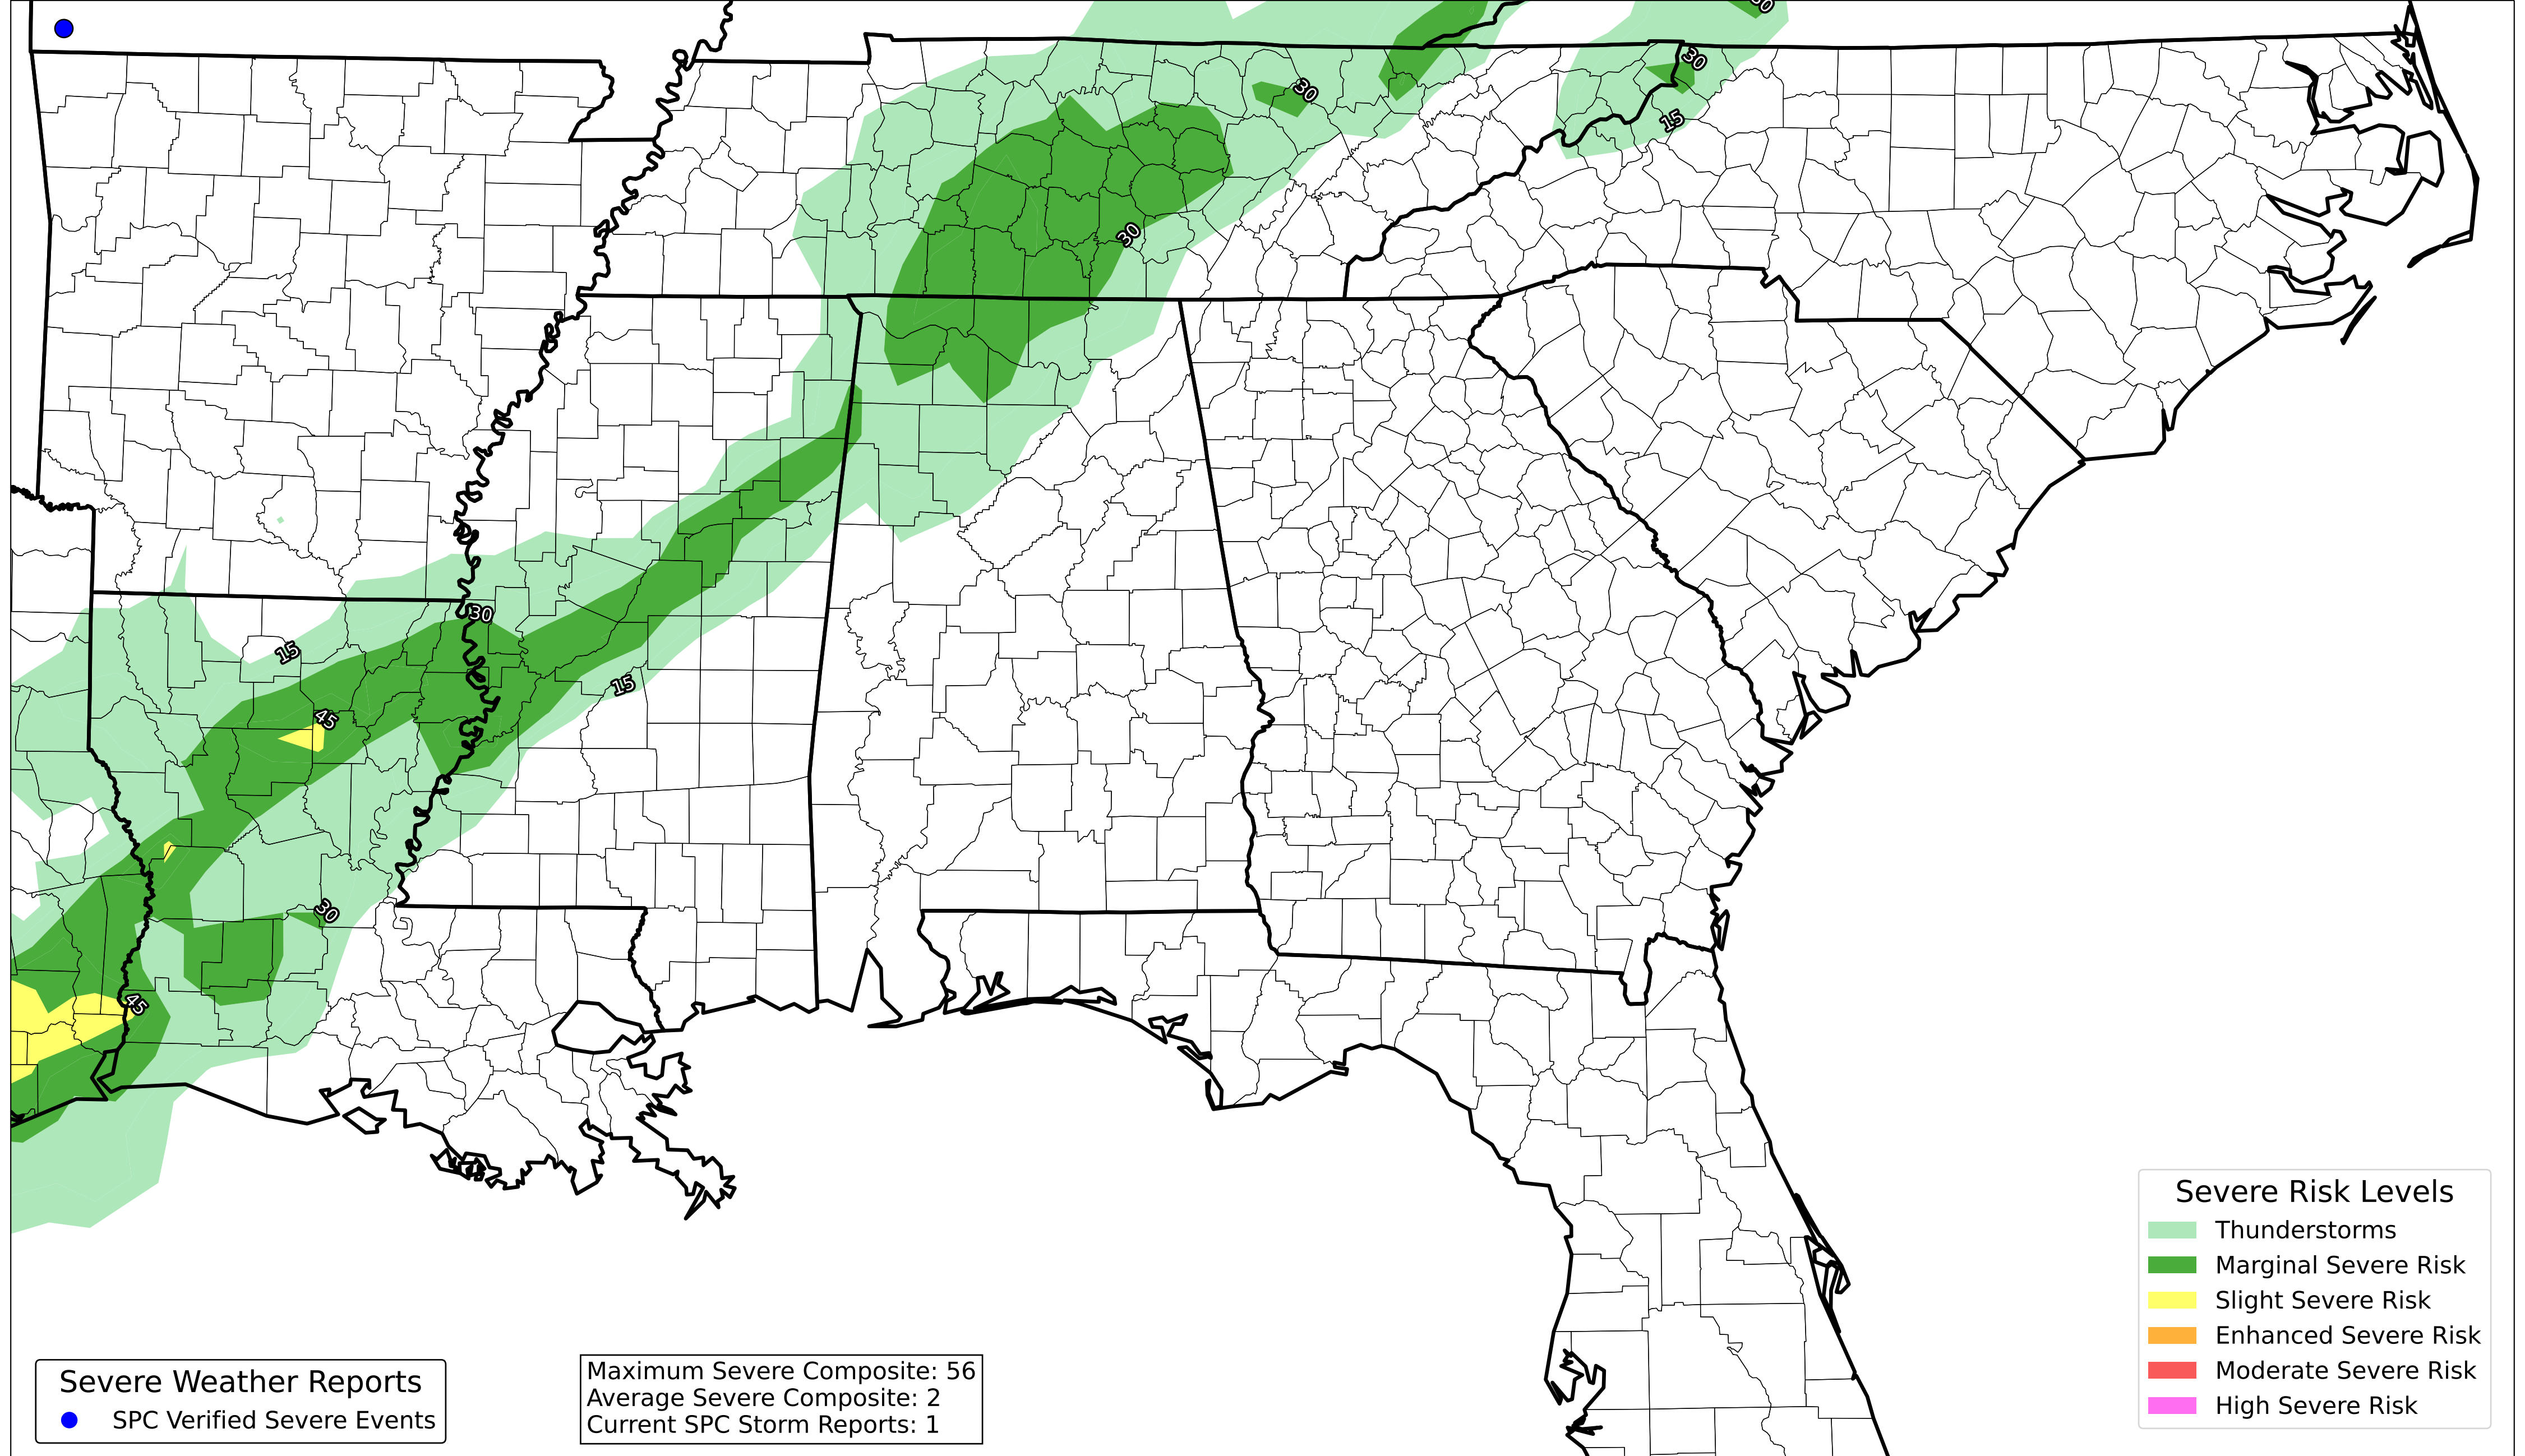 30
30
30
15
30
30
15
15
45
30
45
Severe Risk Levels
Thunderstorms
Marginal Severe Risk
Slight Severe Risk
Enhanced Severe Risk
Moderate Severe Risk
High Severe Risk
Severe Weather Reports
SPC Verified Severe Events
Maximum Severe Composite: 56
Average Severe Composite: 2
Current SPC Storm Reports: 1